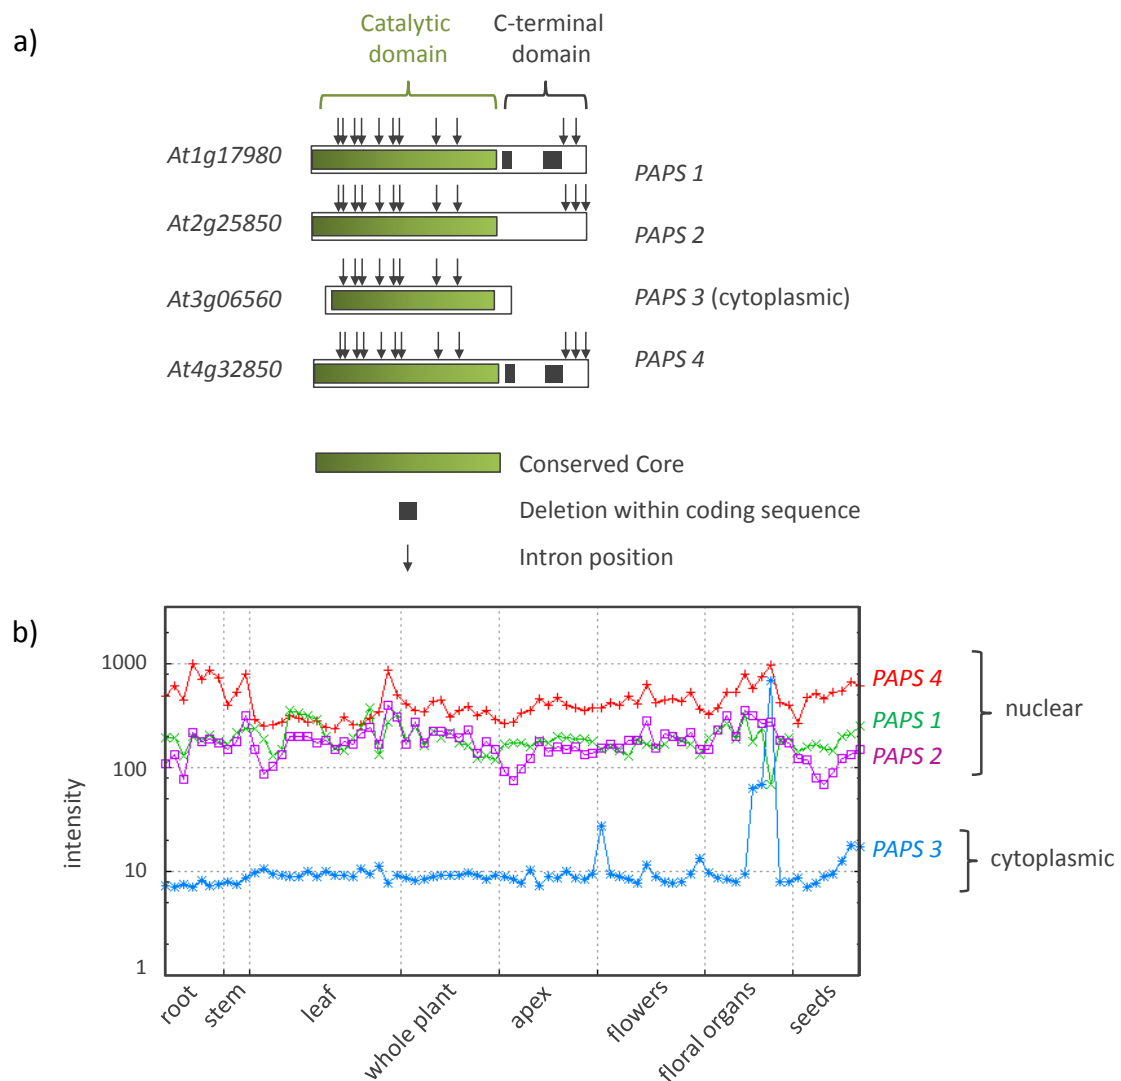 a)
Catalytic
domain
C-terminal
domain
At1g17980
PAPS 1
At2g25850
PAPS 2
At3g06560
PAPS 3 (cytoplasmic)
At4g32850
PAPS 4
Conserved Core
Deletion within coding sequence
Intron position
b)
intensity
1000
100
10
1
PAPS 4
PAPS 1
PAPS 2
nuclear
PAPS 3
cytoplasmic
root
stem
leaf
whole plant
apex
flowers
floral organs
seeds